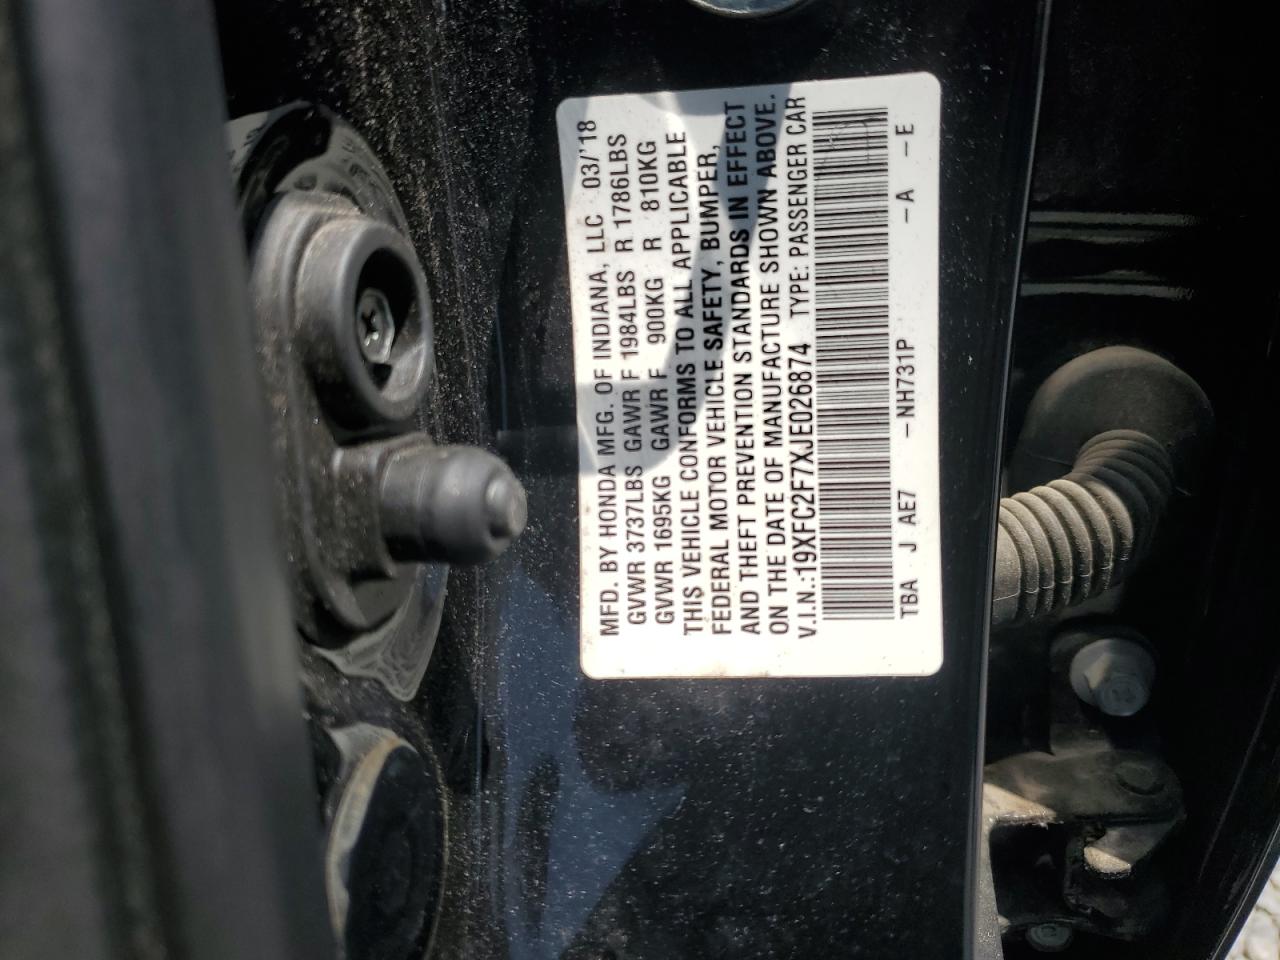 MFD. BY HONDA MFG. OF INDIANA, LLC 03/'18
GVWR 3737LBS GAWR F 1984LBS R 1786LBS
GVWR 1695KG GAWR F 900KG R 810KG
THIS VEHICLE CONFORMS TO ALL APPLICABLE
FEDERAL MOTOR VEHICLE SAFETY, BUMPER,
AND THEFT PREVENTION STANDARDS IN EFFECT
ON THE DATE OF MANUFACTURE SHOWN ABOVE.
V.I.N.:19XFC2F7XJE026874 TYPE: PASSENGER CAR
TBA J AE7 -NH731P -A -E